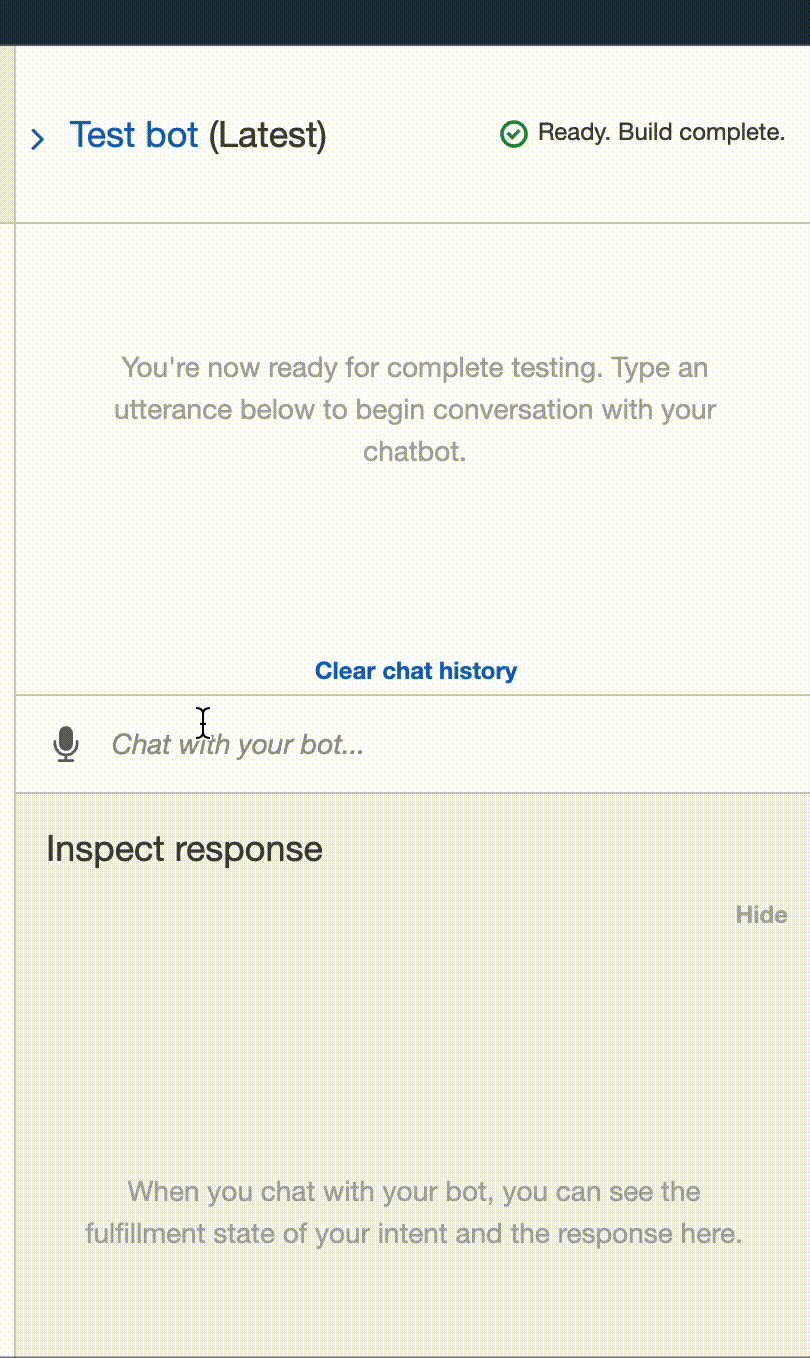 Test bot (Latest)
Ready. Build complete.
You're now ready for complete testing. Type an
utterance below to begin conversation with your
chatbot.
Clear chat history
Chat with your bot...
Inspect response
Hide
When you chat with your bot, you can see the
fulfillment state of your intent and the response here.